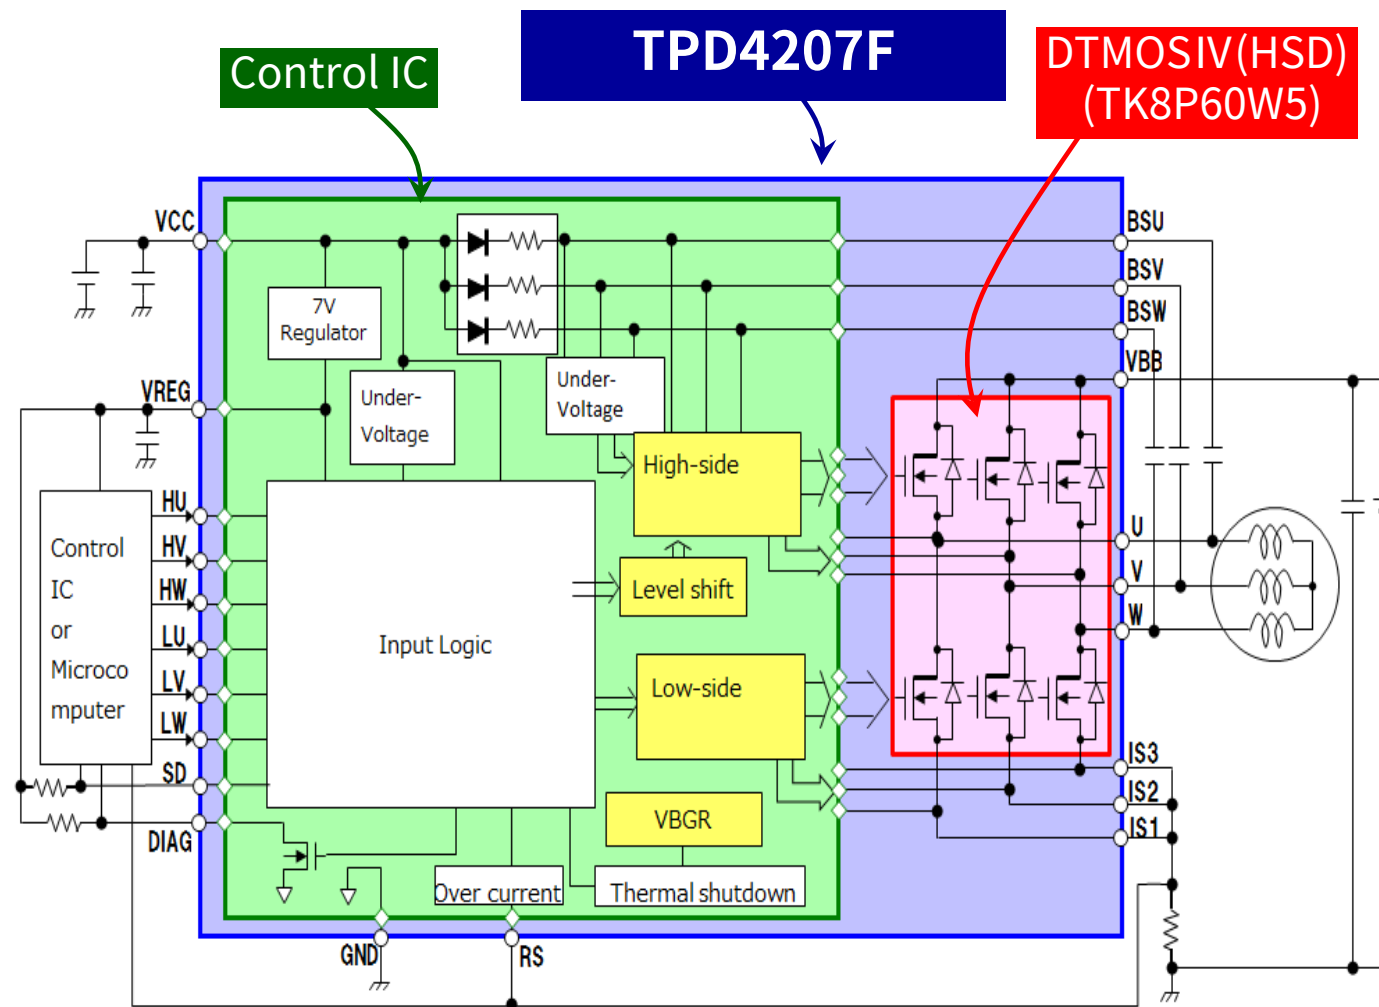 TPD4207F
Control IC
DTMOSIV(HSD)
(TK8P60W5)
VCC
BSU
BSV
BSW
VBB
7V
Regulator
VREG
Under-
Voltage
Under-
Voltage
High-side
HU
HV
HW
LU
LV
LW
SD
DIAG
Control
IC
or
Microco
mputer
Level shift
Input Logic
Low-side
U
V
W
IS3
IS2
IS1
VBGR
Over current
Thermal shutdown
GND
RS